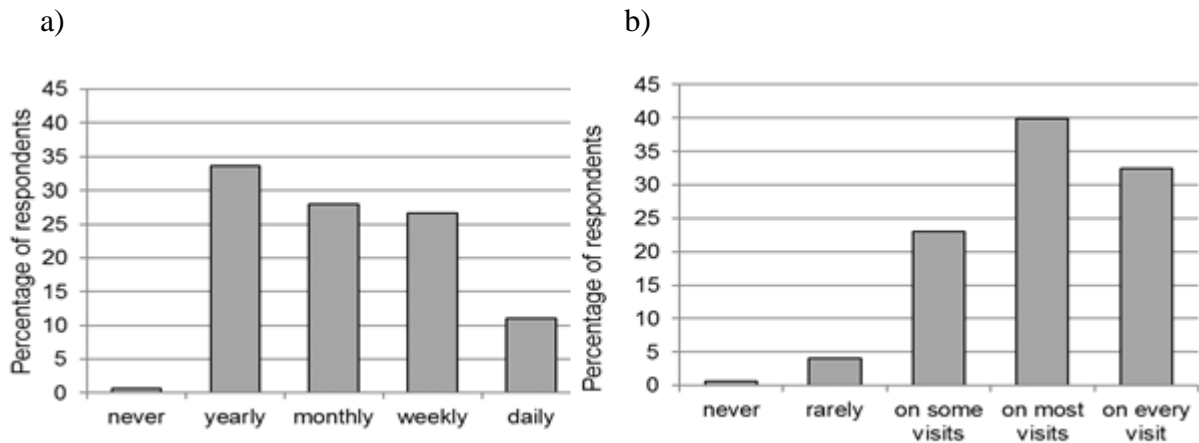 a)
b)
Percentage of respondents
45
40
35
30
25
20
15
10
5
0
never
yearly
monthly
weekly
daily
Percentage of respondents
45
40
35
30
25
20
15
10
5
0
never
rarely
on some
visits
on most
visits
on every
visit